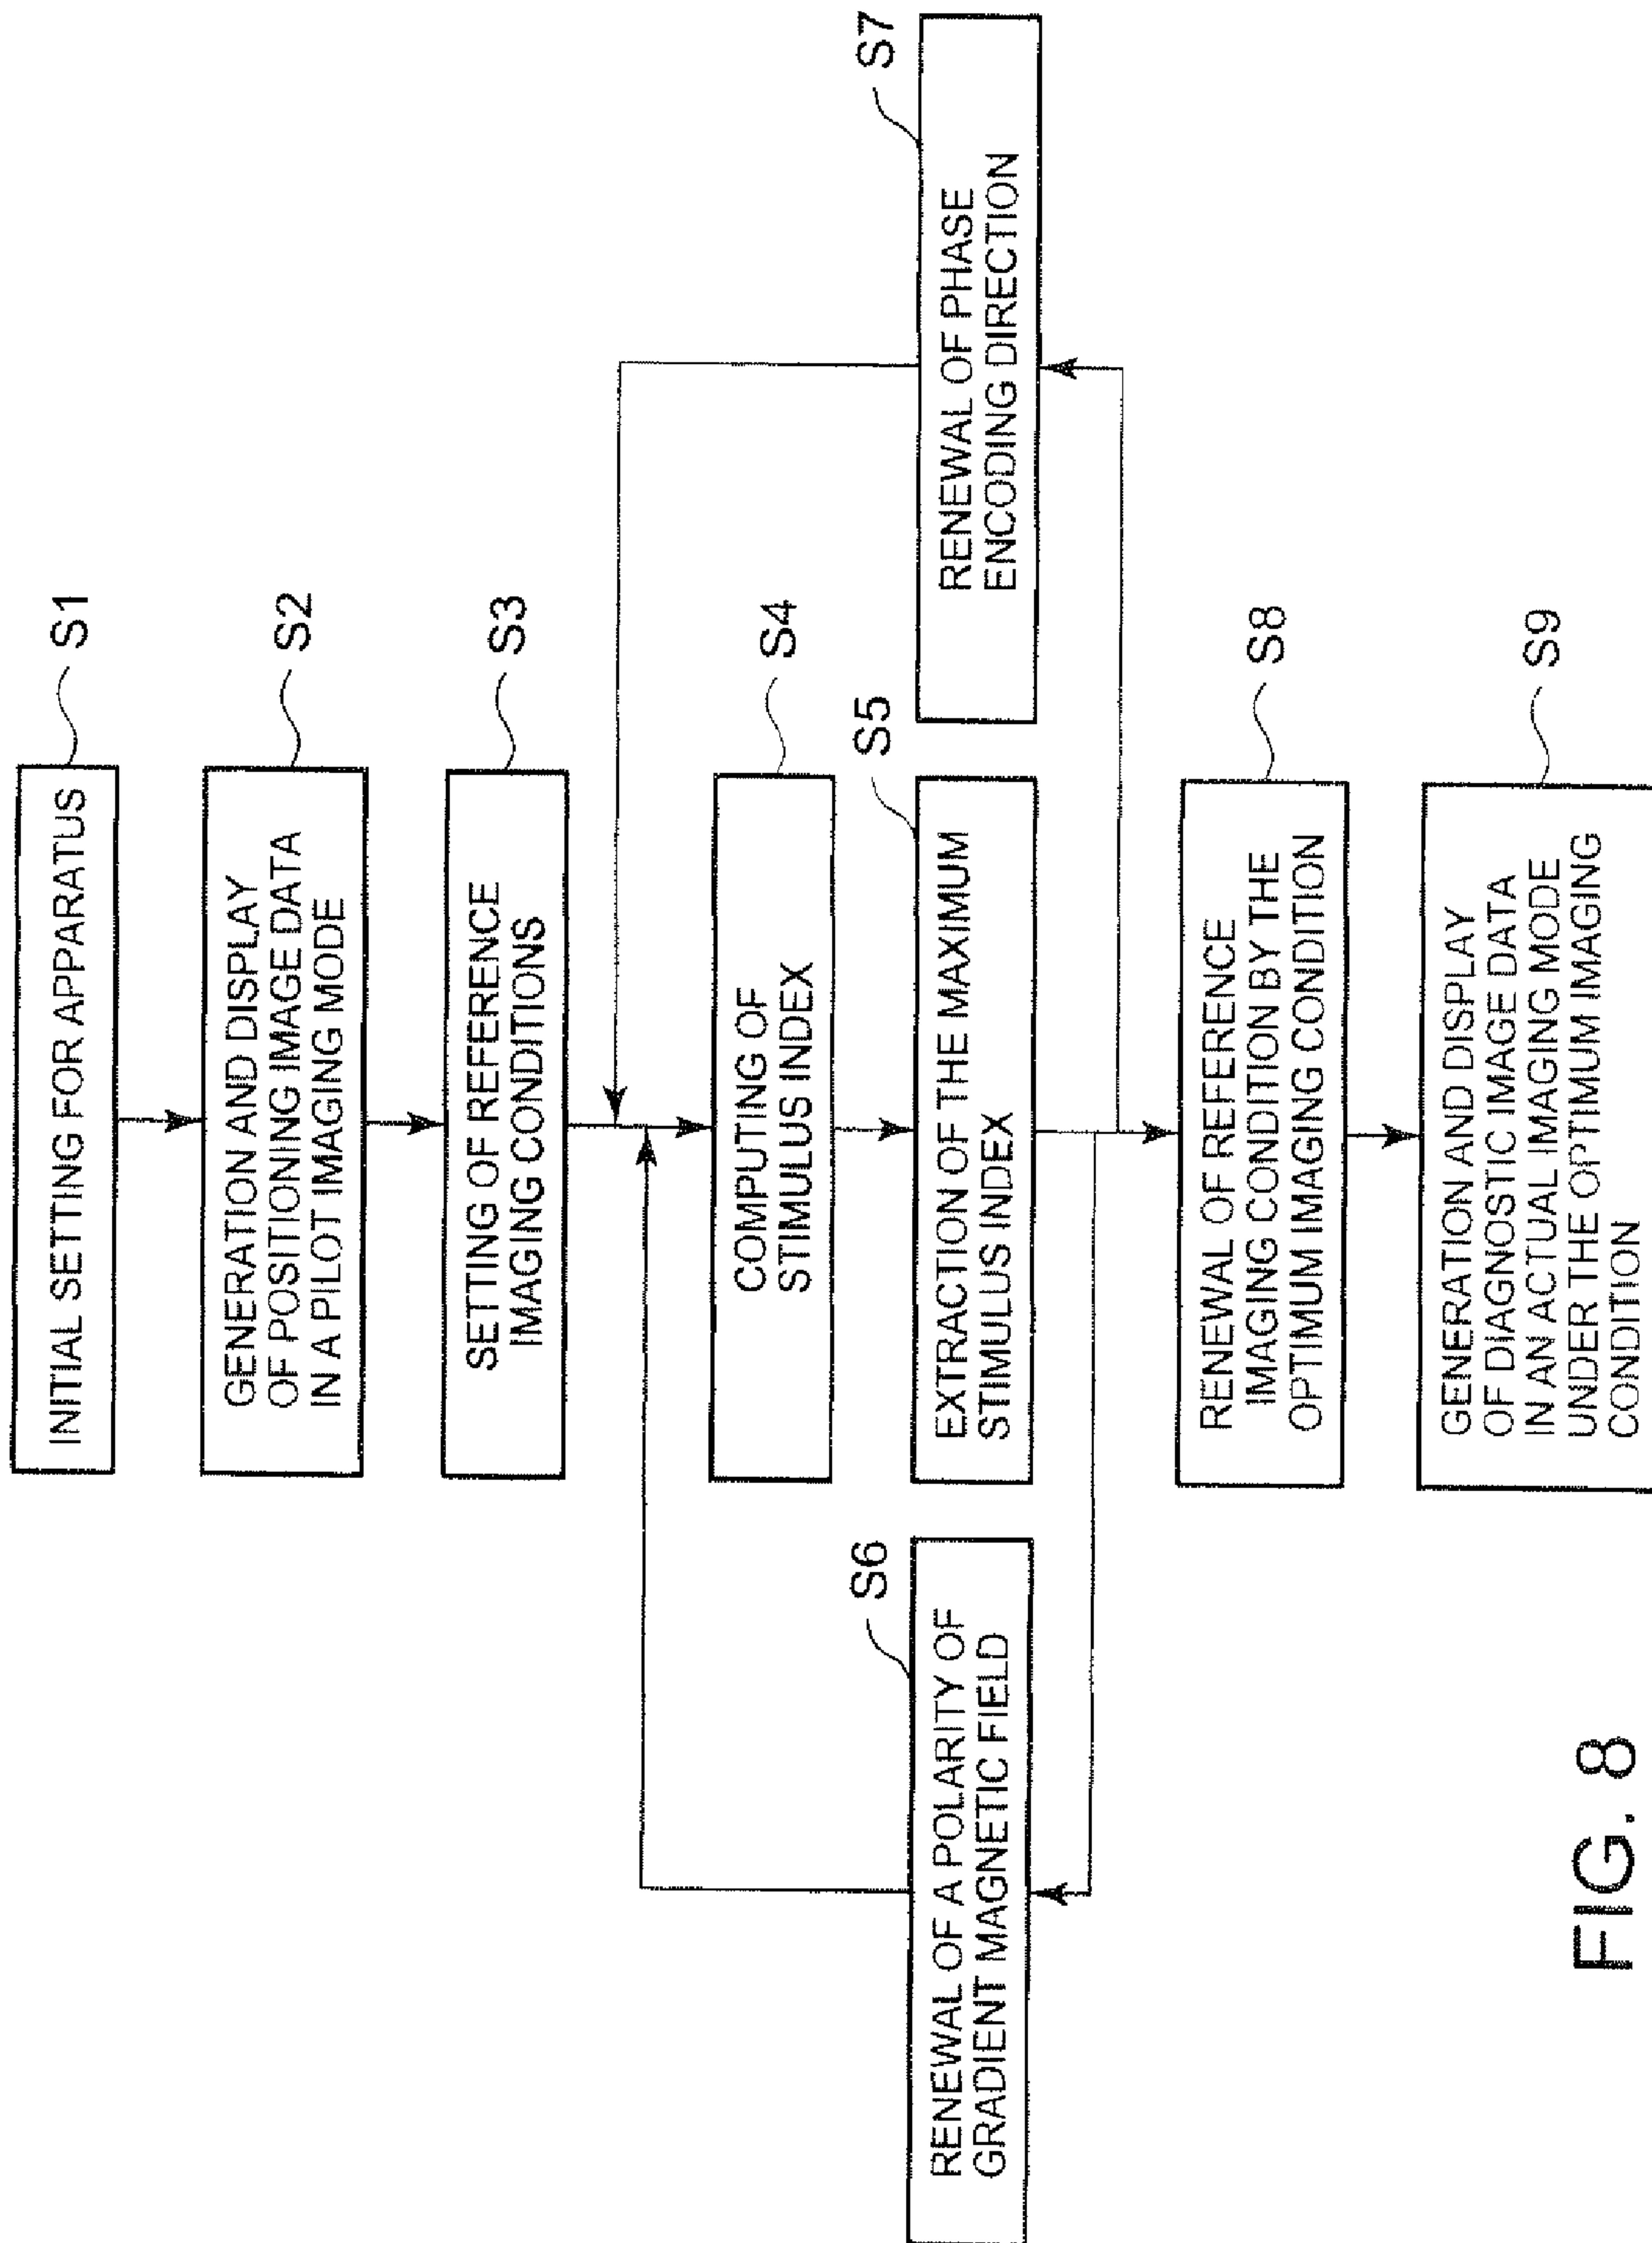 INITIAL SETTING FOR APPARATUS
S1
GENERATION AND DISPLAY
OF POSITIONING IMAGE DATA
IN A PILOT IMAGING MODE
S2
SETTING OF REFERENCE
IMAGING CONDITIONS
S3
COMPUTING OF
STIMULUS INDEX
S4
EXTRACTION OF THE MAXIMUM
STIMULUS INDEX
S5
RENEWAL OF A POLARITY OF
GRADIENT MAGNETIC FIELD
S6
RENEWAL OF PHASE
ENCODING DIRECTION
S7
RENEWAL OF REFERENCE
IMAGING CONDITION BY THE
OPTIMUM IMAGING CONDITION
S8
GENERATION AND DISPLAY
OF DIAGNOSTIC IMAGE DATA
IN AN ACTUAL IMAGING MODE
UNDER THE OPTIMUM IMAGING
CONDITION
S9
FIG. 8